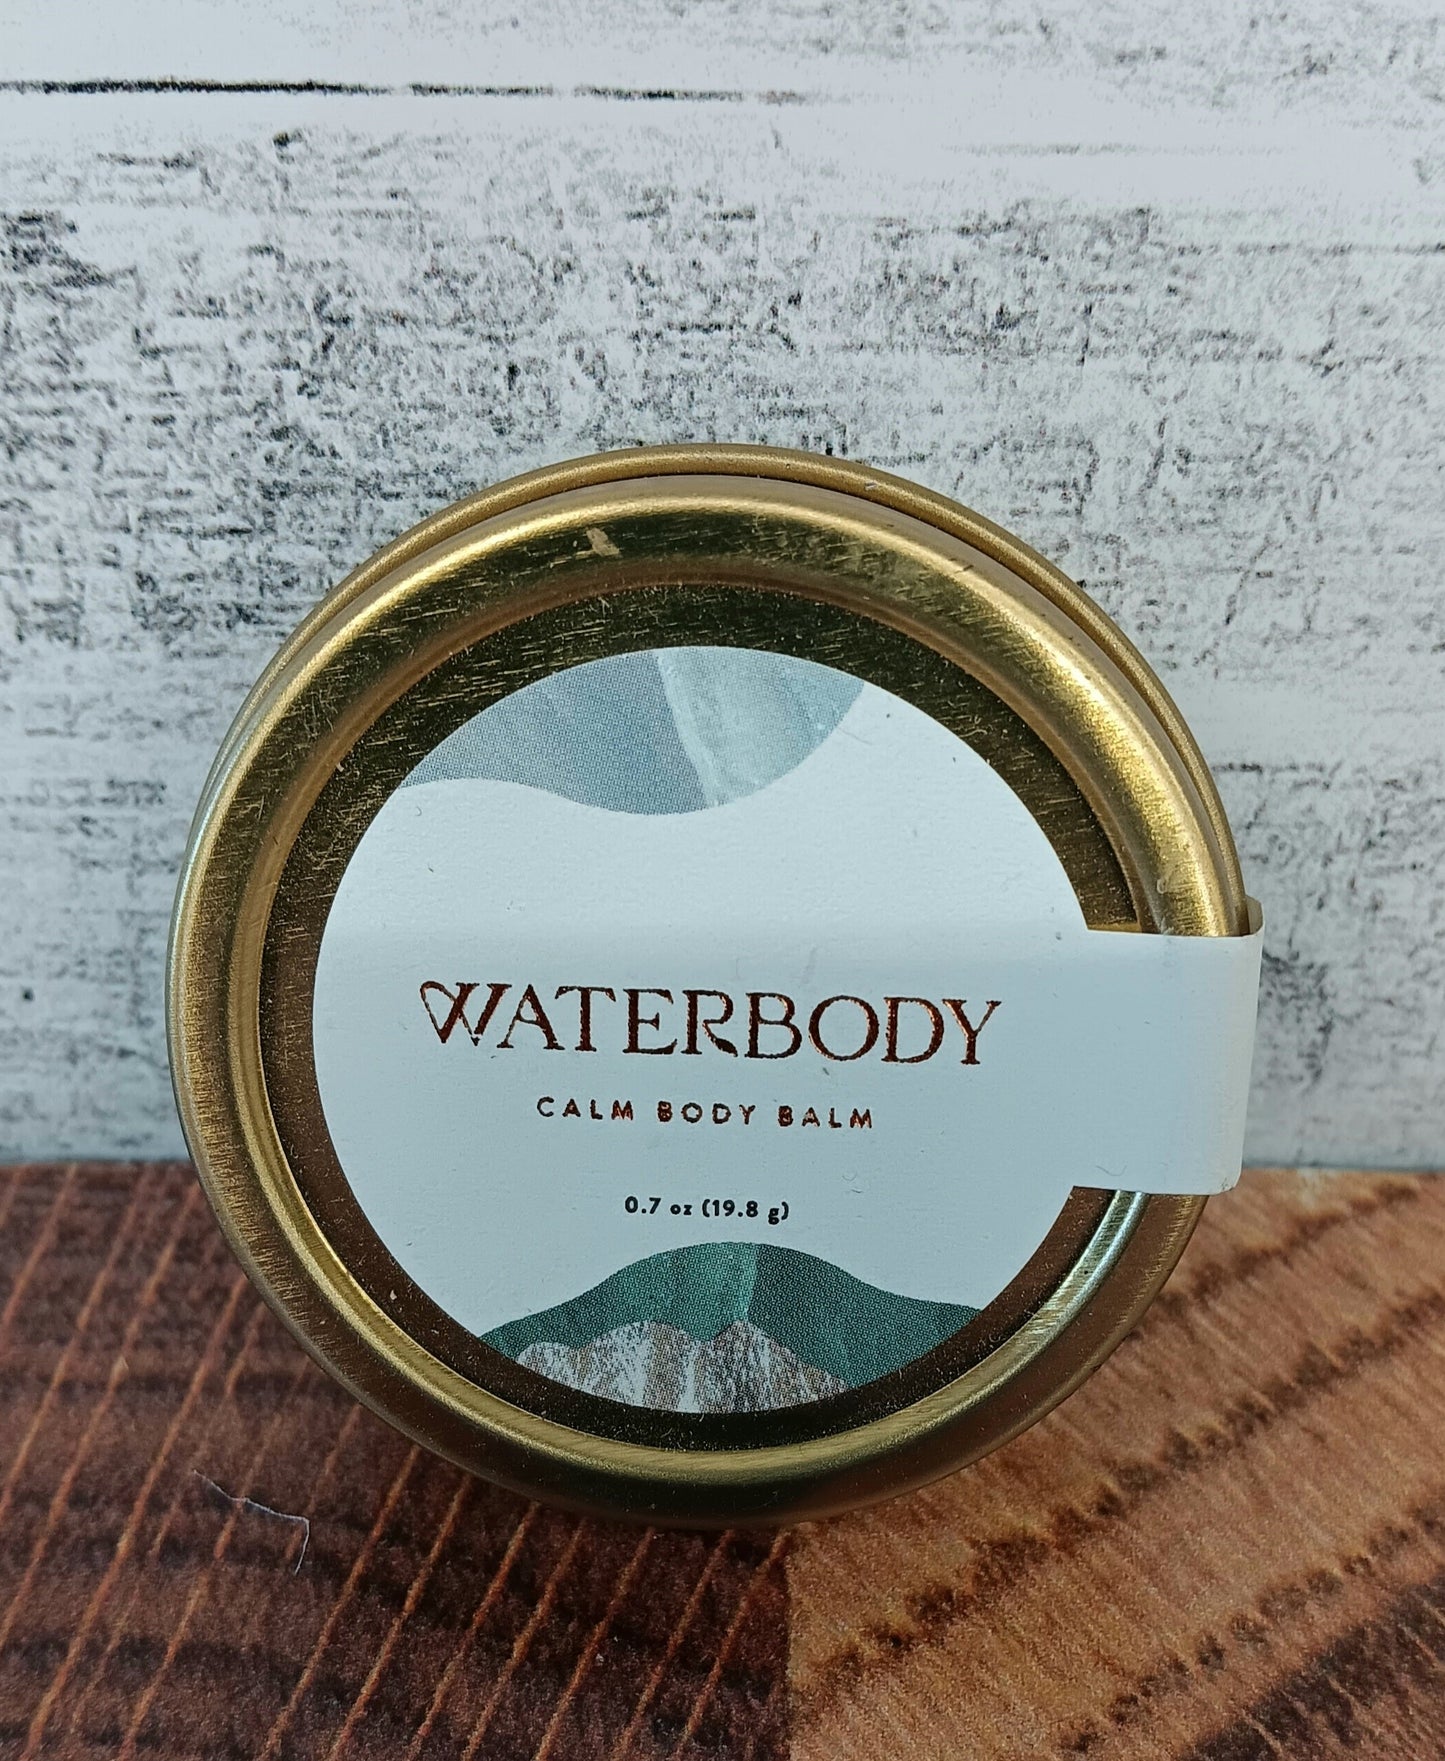 WATERBODY
CALM BODY BALM
0.7 oz (19.8 g)